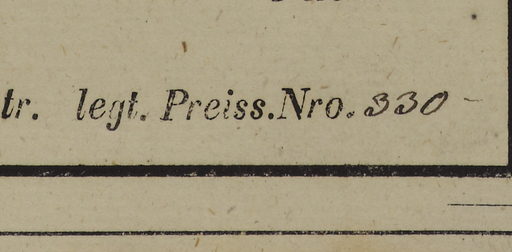 tr. legt. Preiss.Nro. 330 -